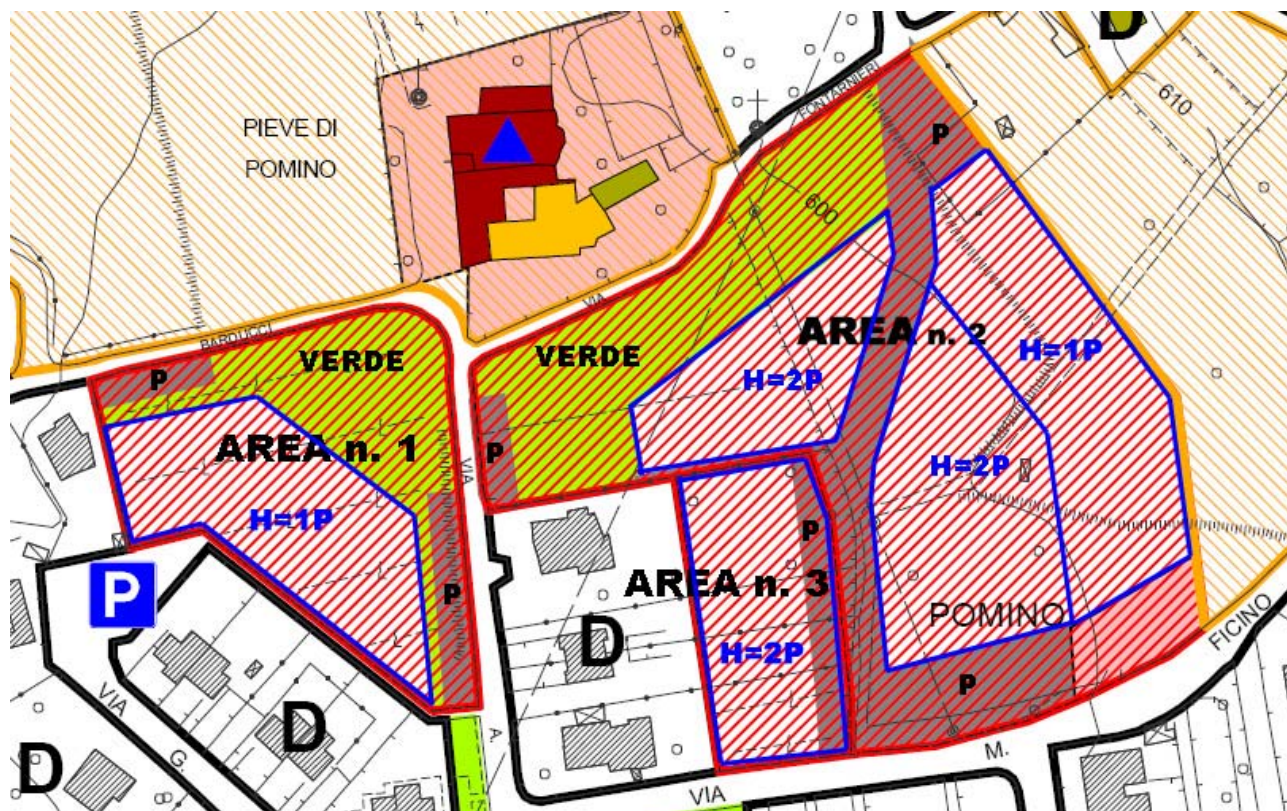 D
610
P
FONTARNIERI
PIEVE DI
POMINO
600
VIA
BARDUCCI
AREA n. 2
H=1P
VERDE
VERDE
P
H=2P
AREA n. 1
P
VIA
H=2P
H=1P
P
AREA n. 3
P
P
POMINO
D
H=2P
FICINO
P
VIA
D
A.
M.
G.
D
VIA